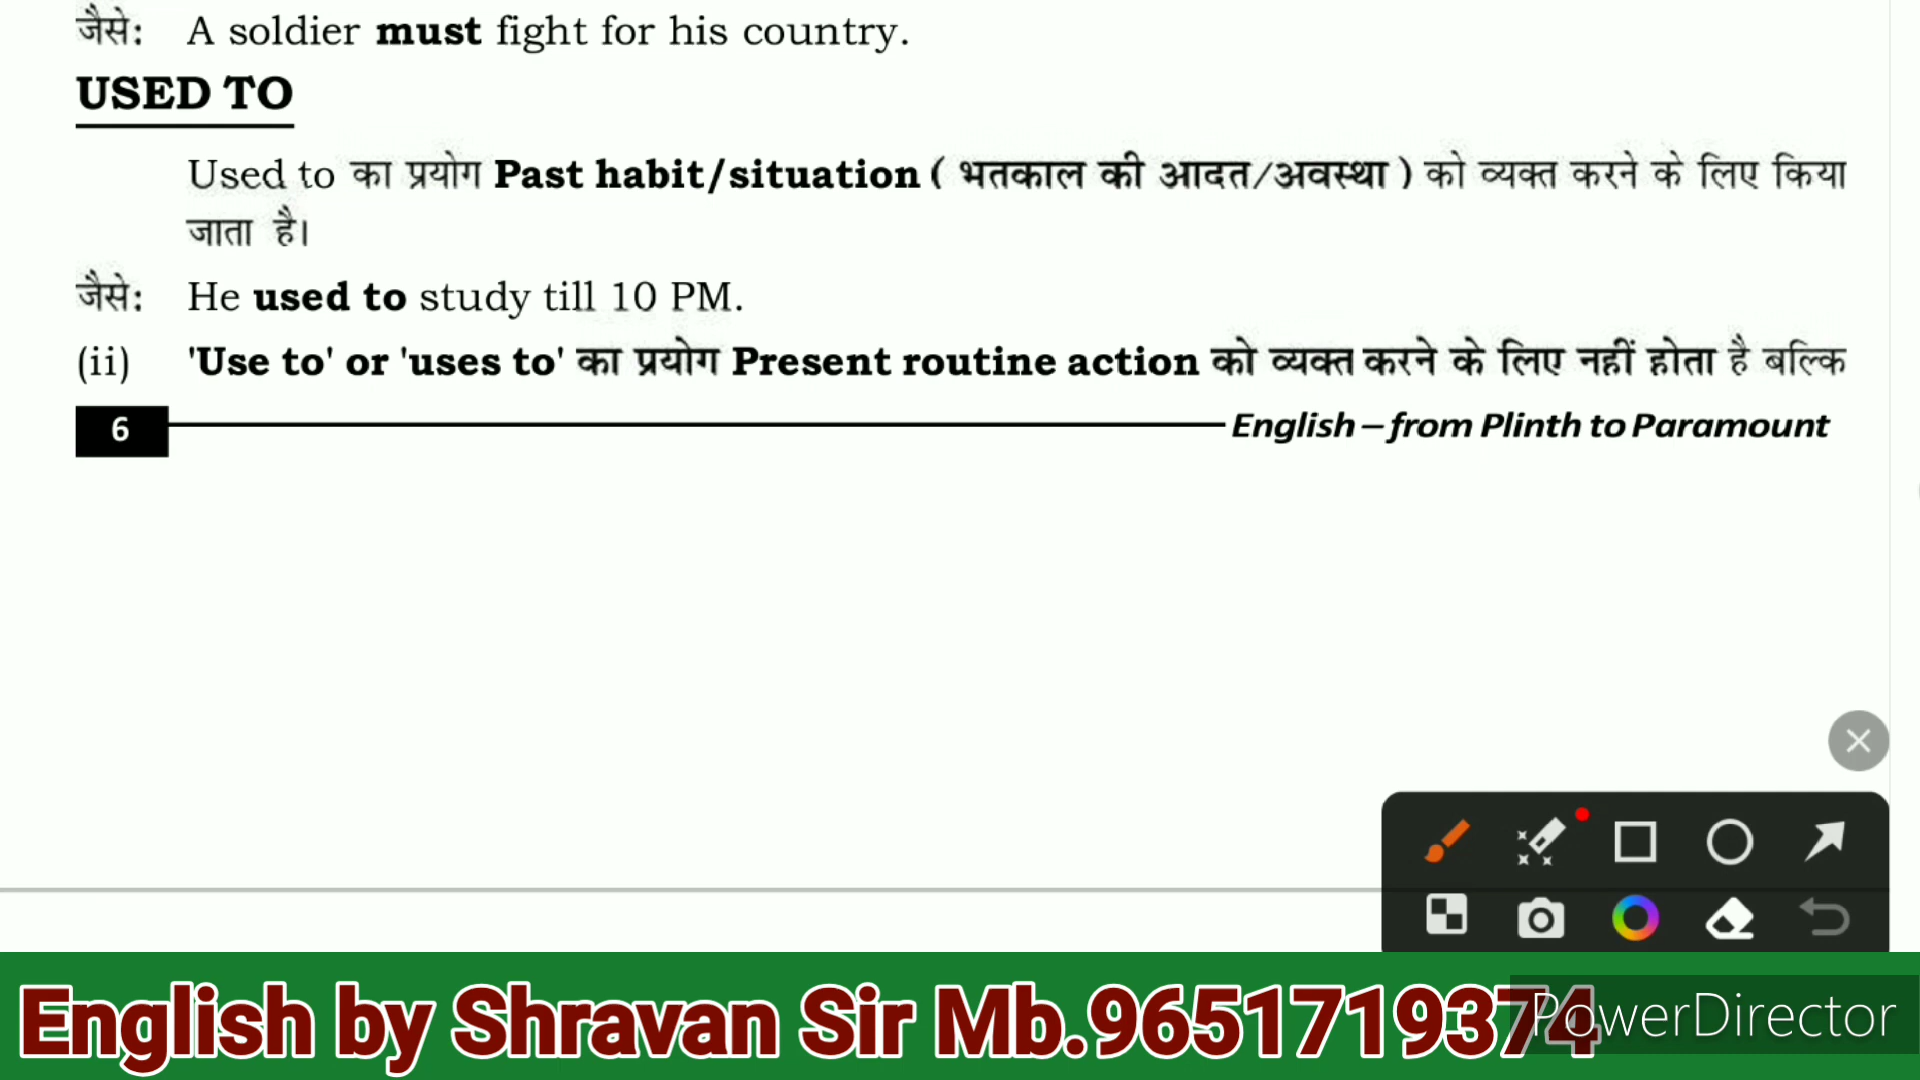 जैसे: A soldier must fight for his country.
USED TO
Used to का प्रयोग Past habit/situation ( भतकाल की आदत/अवस्था ) को व्यक्त करने के लिए किया
जाता है।
जैसे: He used to study till 10 PM.
(ii) 'Use to' or 'uses to' का प्रयोग Present routine action को व्यक्त करने के लिए नहीं होता है बल्कि
6 English – from Plinth to Paramount
English by Shravan Sir Mb.9651719374
PowerDirector